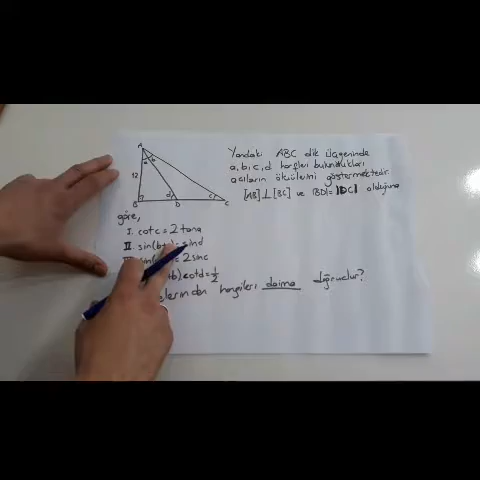 A
a b
12
B D C
d c
Yandaki ABC dik üçgeninde
a, b, c, d harfleri bulundukları
açıların ölçülerini göstermektedir.
[AB] ⊥ [BC] ve |BD| = |DC| olduğuna
göre,
I. cotc = 2 tana
II. sin(b+c) = sind
= 2sinc
+b).cotd = 1/2
hangileri daima doğrudur?